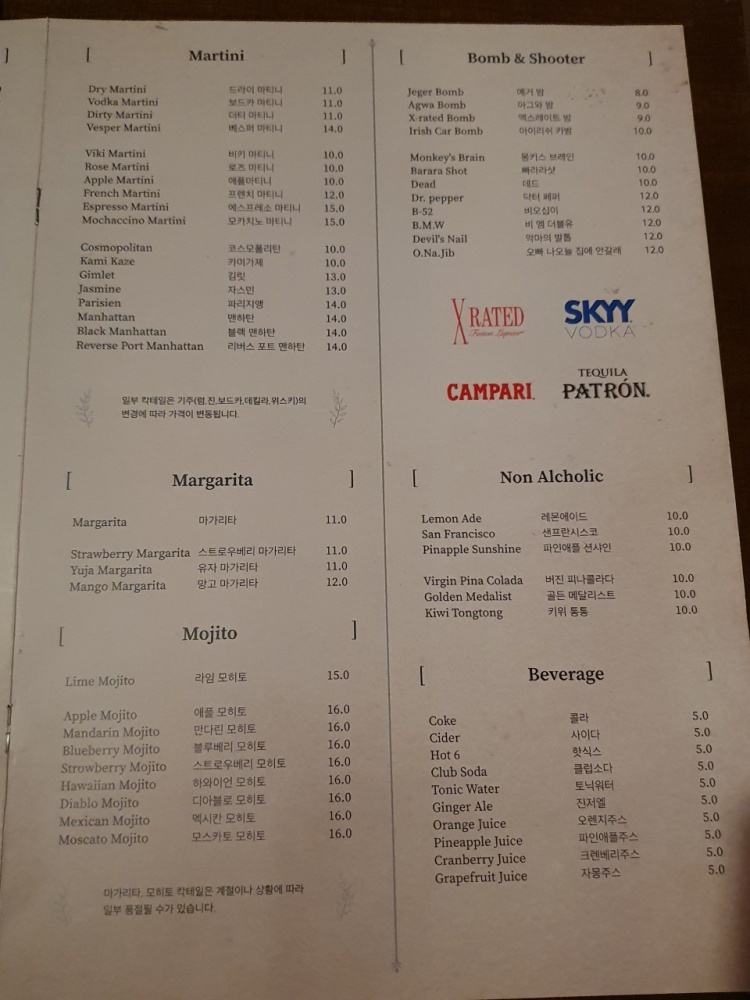 [ Martini ]
Dry Martini 드라이 마티니 11.0
Vodka Martini 보드카 마티니 11.0
Dirty Martini 더티 마티니 11.0
Vesper Martini 베스퍼 마티니 14.0
Viki Martini 비키 마티니 10.0
Rose Martini 로즈 마티니 10.0
Apple Martini 애플마티니 10.0
French Martini 프렌치 마티니 12.0
Espresso Martini 에스프레소 마티니 15.0
Mochaccino Martini 모카치노 마티니 15.0
Cosmopolitan 코스모폴리탄 10.0
Kami Kaze 카미가제 10.0
Gimlet 김릿 13.0
Jasmine 자스민 13.0
Parisien 파리지앵 14.0
Manhattan 맨하탄 14.0
Black Manhattan 블랙 맨하탄 14.0
Reverse Port Manhattan 리버스 포트 맨하탄 14.0
일부 칵테일은 기주(럼,진,보드카,데킬라,위스키)의
변경에 따라 가격이 변동됩니다.
[ Margarita ]
Margarita 마가리타 11.0
Strawberry Margarita 스트로우베리 마가리타 11.0
Yuja Margarita 유자 마가리타 11.0
Mango Margarita 망고 마가리타 12.0
[ Mojito ]
Lime Mojito 라임 모히토 15.0
Apple Mojito 애플 모히토 16.0
Mandarin Mojito 만다린 모히토 16.0
Blueberry Mojito 블루베리 모히토 16.0
Strowberry Mojito 스트로우베리 모히토 16.0
Hawaiian Mojito 하와이언 모히토 16.0
Diablo Mojito 디아블로 모히토 16.0
Mexican Mojito 멕시칸 모히토 16.0
Moscato Mojito 모스카토 모히토 16.0
마가리타, 모히토 칵테일은 계절이나 상황에 따라
일부 품절될 수가 있습니다.
[ Bomb & Shooter ]
Jeger Bomb 예거 밤 8.0
Agwa Bomb 아그와 밤 9.0
X-rated Bomb 엑스레이트 밤 9.0
Irish Car Bomb 아이리쉬 카밤 10.0
Monkey's Brain 몽키스 브레인 10.0
Barara Shot 빠라라샷 10.0
Dead 데드 10.0
Dr. pepper 닥터 페퍼 12.0
B-52 비오십이 12.0
B.M.W 비 엠 더블유 12.0
Devil's Nail 악마의 발톱 12.0
O.Na.Jib 오빠 나오늘 집에 안갈래 12.0
X RATED
Fusion Liqueur
SKYY
VODKA
CAMPARI
TEQUILA
PATRÓN
[ Non Alcholic ]
Lemon Ade 레몬에이드 10.0
San Francisco 샌프란시스코 10.0
Pinapple Sunshine 파인애플 션샤인 10.0
Virgin Pina Colada 버진 피나콜라다 10.0
Golden Medalist 골든 메달리스트 10.0
Kiwi Tongtong 키위 통통 10.0
[ Beverage ]
Coke 콜라 5.0
Cider 사이다 5.0
Hot 6 핫식스 5.0
Club Soda 클럽소다 5.0
Tonic Water 토닉워터 5.0
Ginger Ale 진저엘 5.0
Orange Juice 오렌지주스 5.0
Pineapple Juice 파인애플주스 5.0
Cranberry Juice 크렌베리주스 5.0
Grapefruit Juice 자몽주스 5.0